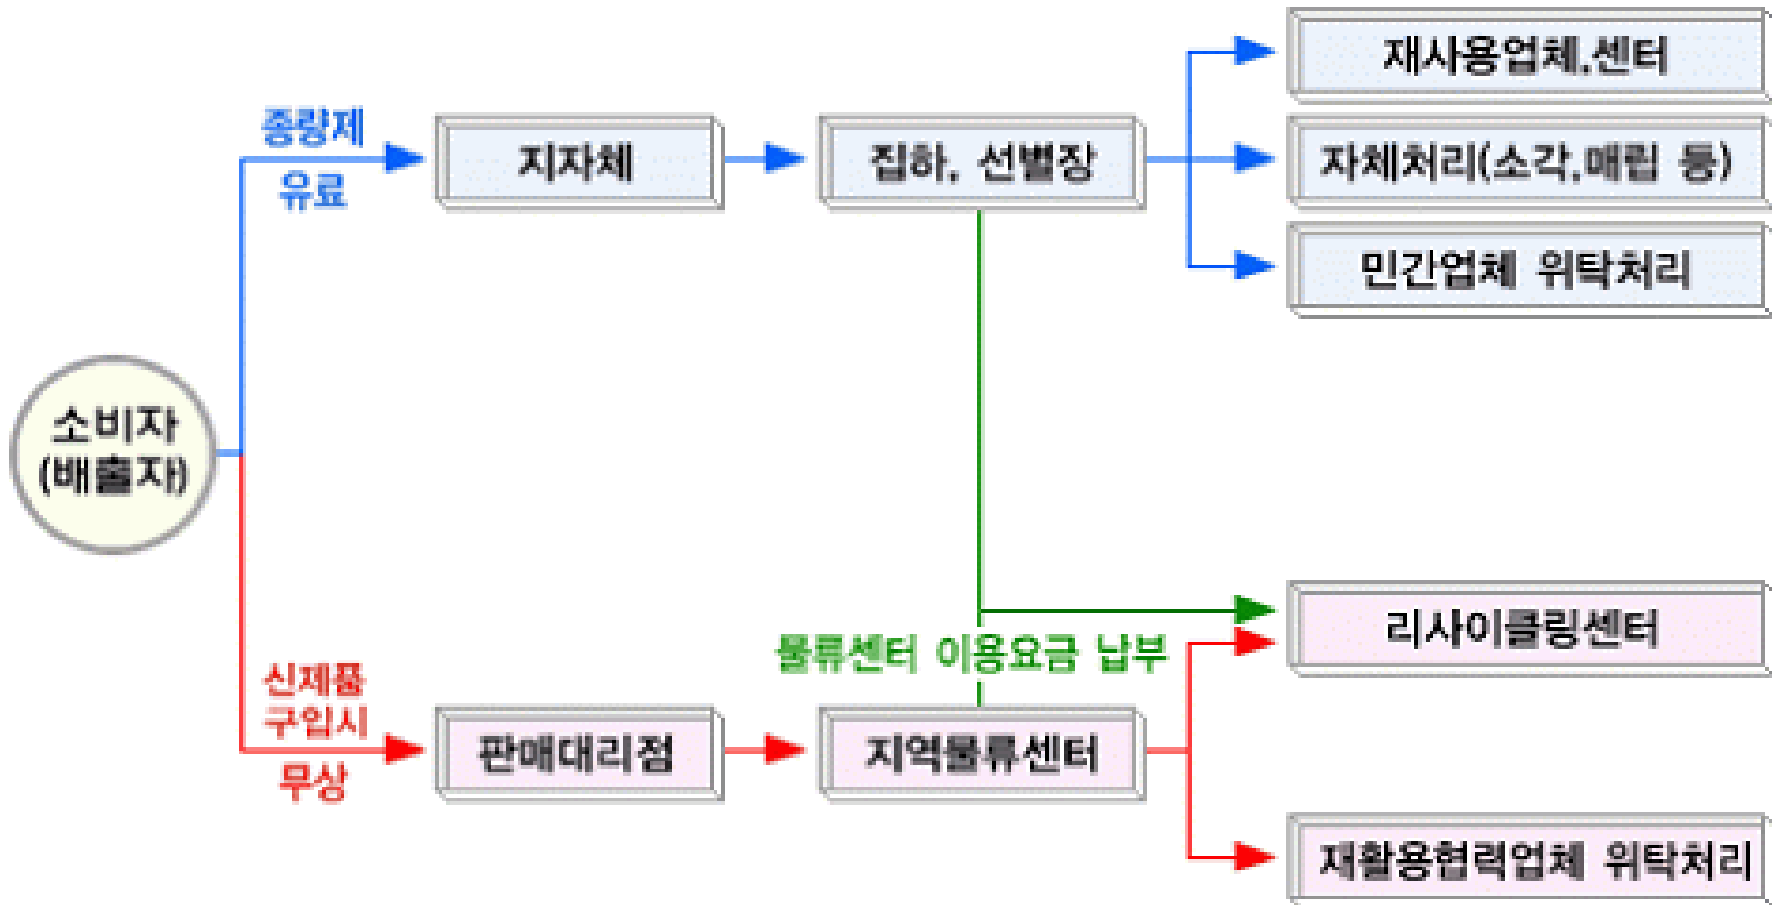 재사용업체,센터
종량제
유료
지자체
집하, 선별장
자체처리(소각,매립 등)
민간업체 위탁처리
소비자
(배출자)
리사이클링센터
물류센터 이용요금 납부
신제품
구입시
무상
판매대리점
지역물류센터
재활용협력업체 위탁처리